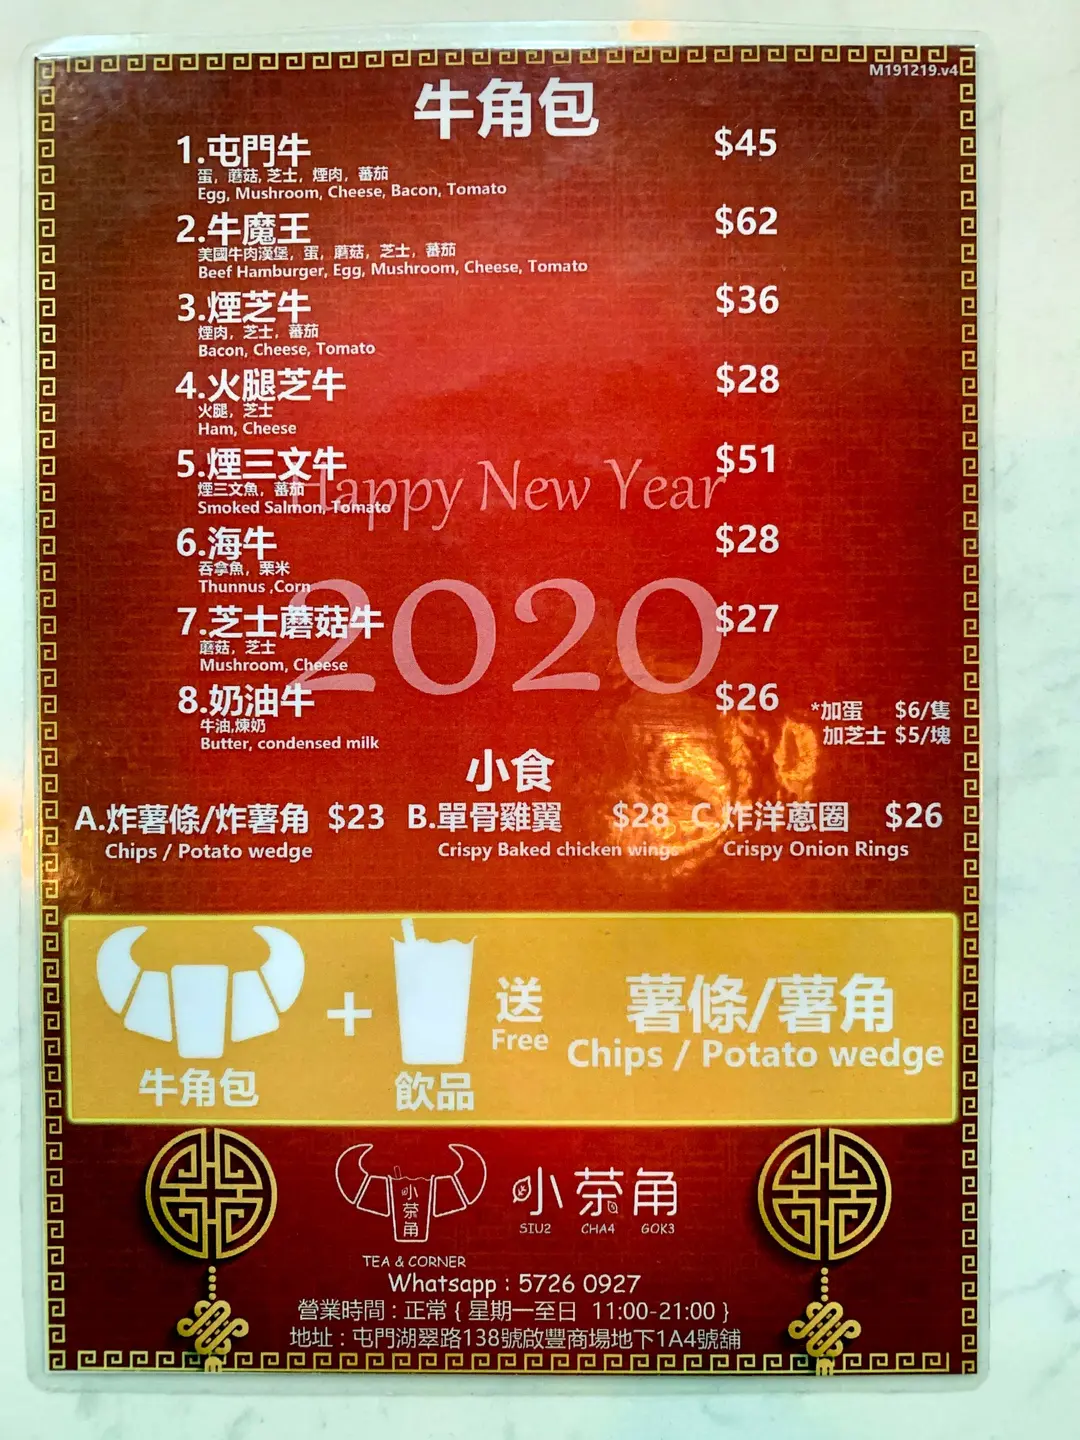 M191219.v4
牛角包
1.屯門牛 $45
蛋, 蘑菇, 芝士, 煙肉, 蕃茄
Egg, Mushroom, Cheese, Bacon, Tomato
2.牛魔王 $62
美國牛肉漢堡, 蛋, 蘑菇, 芝士, 蕃茄
Beef Hamburger, Egg, Mushroom, Cheese, Tomato
3.煙芝牛 $36
煙肉, 芝士, 蕃茄
Bacon, Cheese, Tomato
4.火腿芝牛 $28
火腿, 芝士
Ham, Cheese
5.煙三文牛 $51
煙三文魚, 蕃茄
Smoked Salmon, Tomato
Happy New Year
6.海牛 $28
吞拿魚, 粟米
Thunnus ,Corn
2020
7.芝士蘑菇牛 $27
蘑菇, 芝士
Mushroom, Cheese
8.奶油牛 $26
牛油,煉奶
Butter, condensed milk
*加蛋 $6/隻
加芝士 $5/塊
小食
A.炸薯條/炸薯角 $23 B.單骨雞翼 $28 C.炸洋蔥圈 $26
Chips / Potato wedge Crispy Baked chicken wings Crispy Onion Rings
牛角包 + 飲品 送 薯條/薯角
Free Chips / Potato wedge
小茶角
小茶角
SIU2 CHA4 GOK3
TEA & CORNER
Whatsapp : 5726 0927
營業時間 : 正常 { 星期一至日 11:00-21:00 }
地址 : 屯門湖翠路138號啟豐商場地下1A4號舖